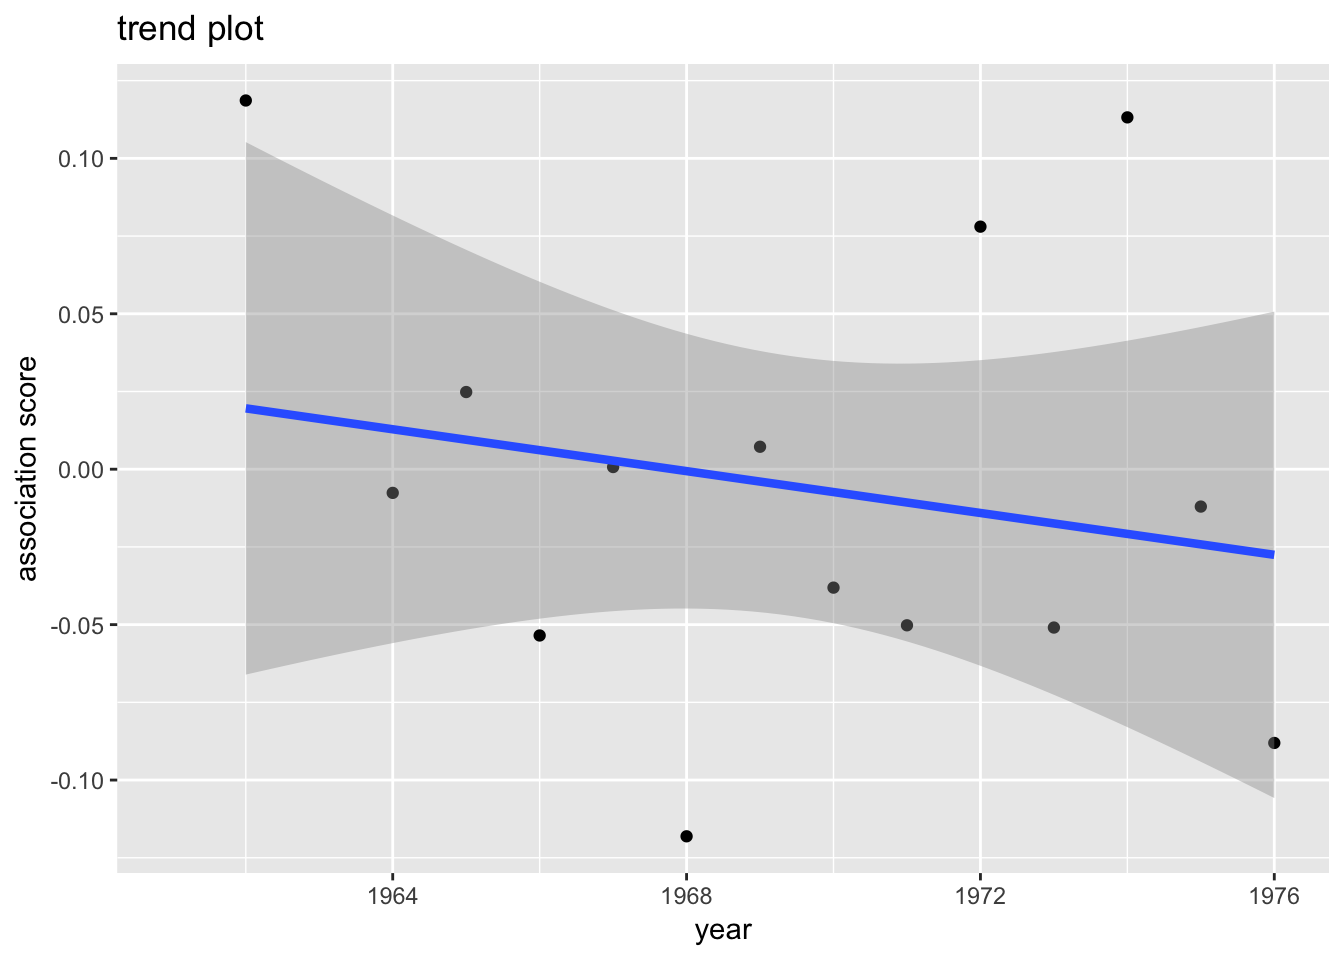 trend plot
association score
0.10
0.05
0.00
-0.05
-0.10
1964 1968 1972 1976
year